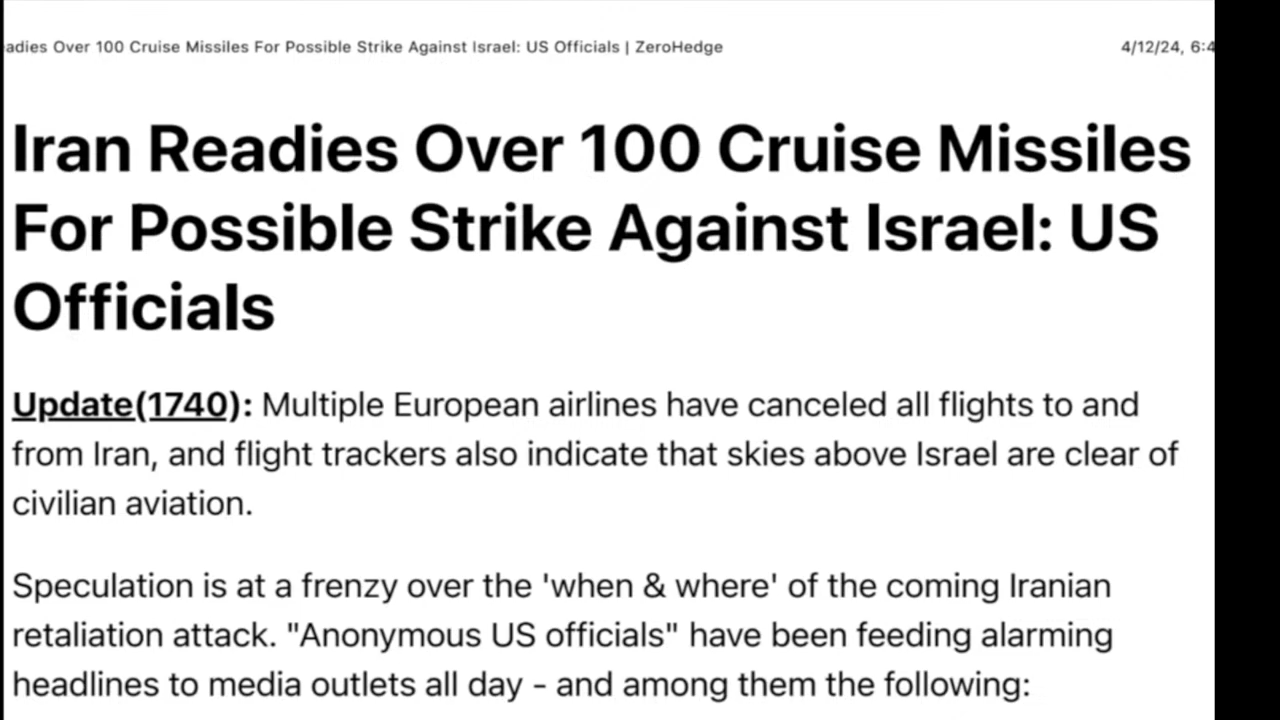 adies Over 100 Cruise Missiles For Possible Strike Against Israel: US Officials | ZeroHedge
4/12/24, 6:4
Iran Readies Over 100 Cruise Missiles
For Possible Strike Against Israel: US
Officials
Update(1740): Multiple European airlines have canceled all flights to and
from Iran, and flight trackers also indicate that skies above Israel are clear of
civilian aviation.
Speculation is at a frenzy over the 'when & where' of the coming Iranian
retaliation attack. "Anonymous US officials" have been feeding alarming
headlines to media outlets all day - and among them the following: